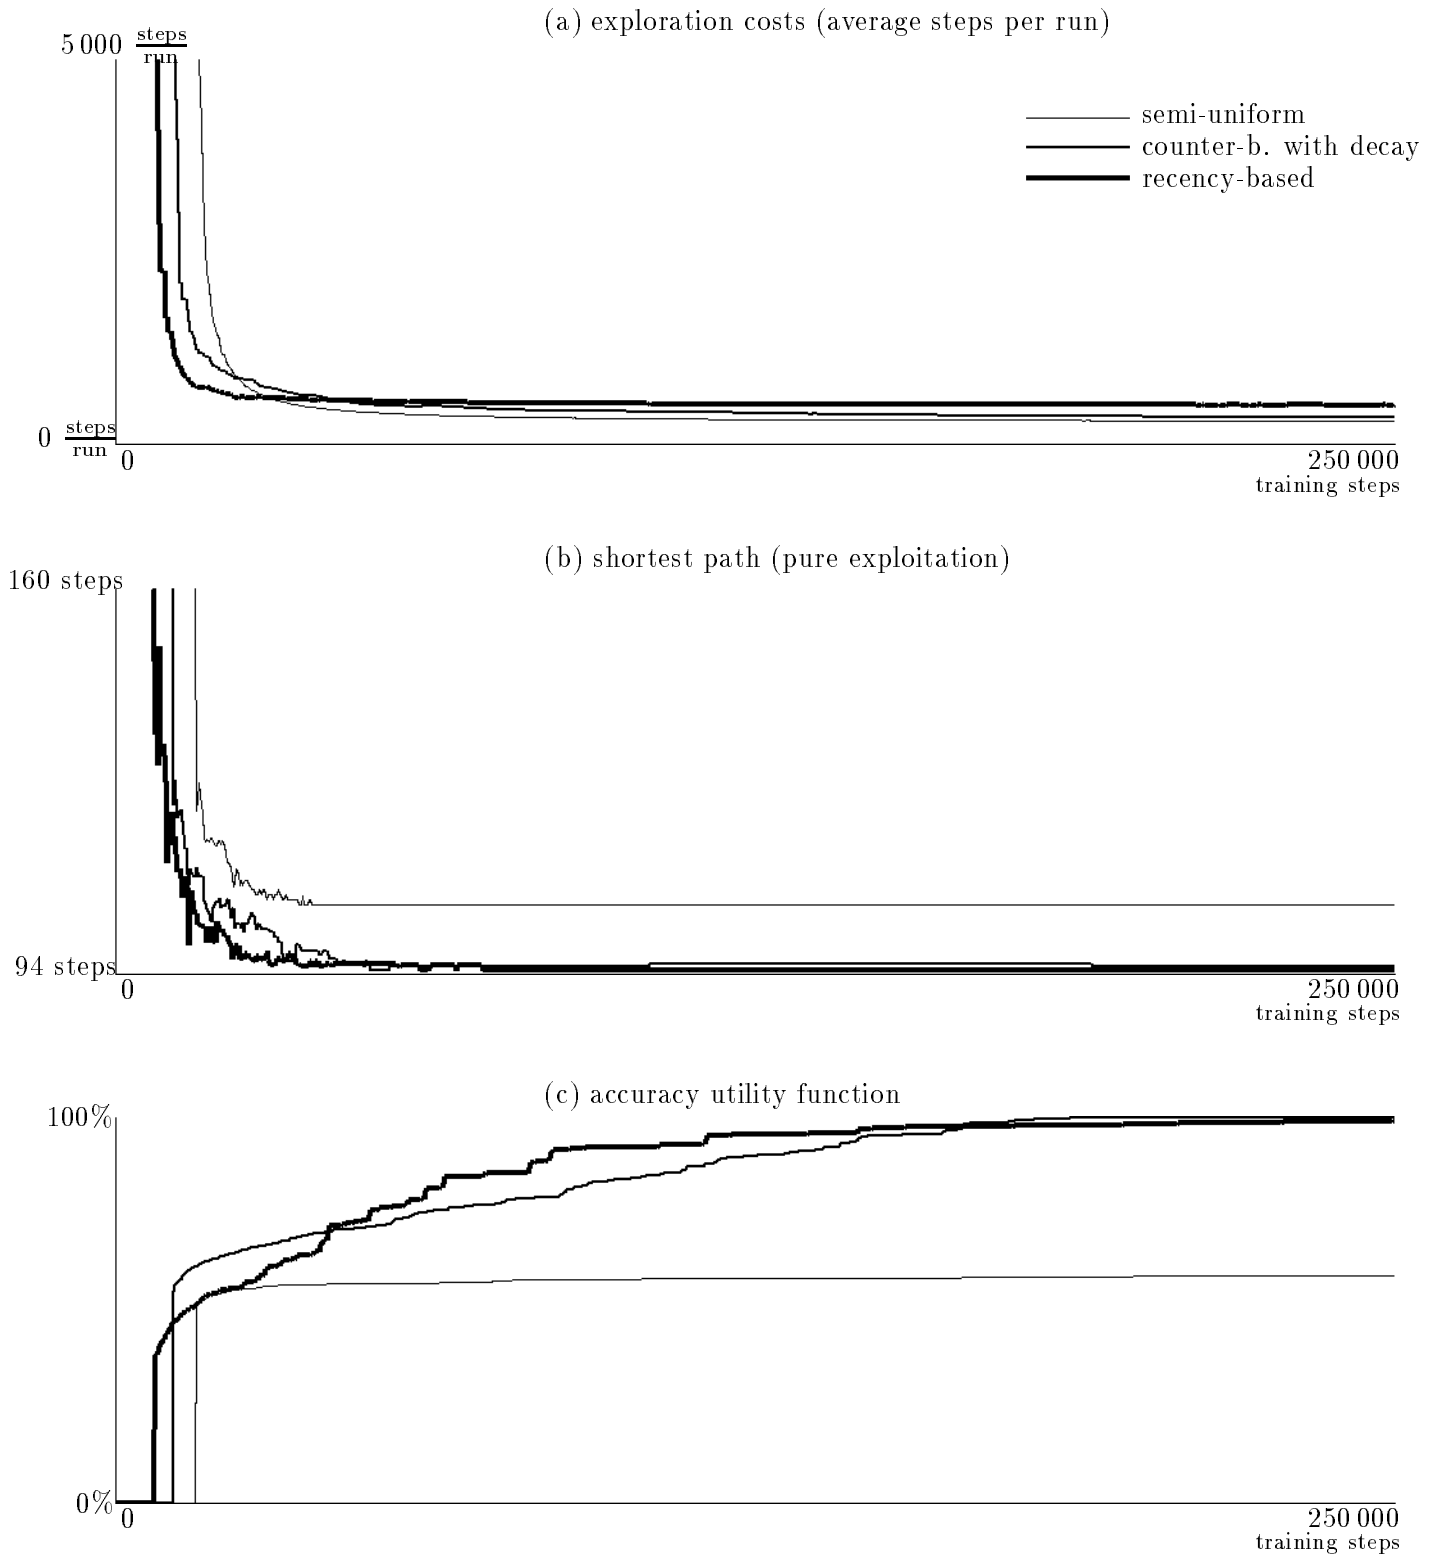 (a) exploration costs (average steps per run)
5 000 steps
run
semi-uniform
counter-b. with decay
recency-based
0 steps
run
0
250 000
training steps
(b) shortest path (pure exploitation)
160 steps
94 steps
0
250 000
training steps
(c) accuracy utility function
100%
0%
0
250 000
training steps